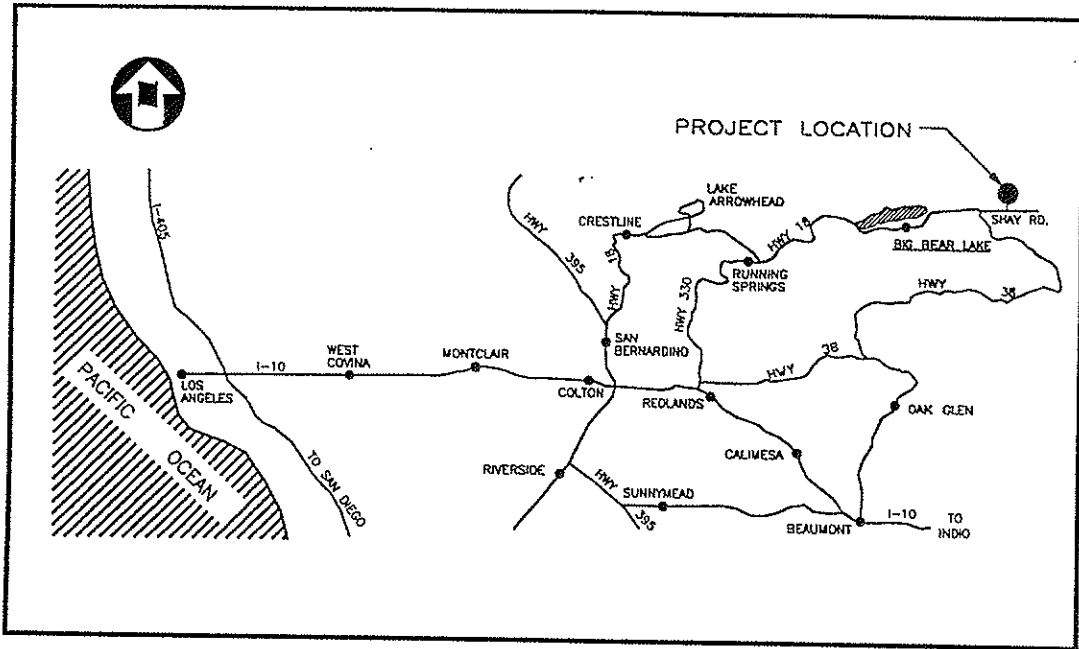 PROJECT LOCATION
LAKE
ARROWHEAD
CRESTLINE
SHAY RD.
HWY 18
BIG BEAR LAKE
I-405
HWY 395
HWY 18
RUNNING
SPRINGS
HWY 330
HWY 38
SAN
BERNARDINO
WEST
COVINA
MONTCLAIR
I-10
HWY 38
LOS
ANGELES
COLTON
REDLANDS
OAK GLEN
PACIFIC
OCEAN
CALIMESA
TO SAN DIEGO
RIVERSIDE
HWY 395
SUNNYMEAD
BEAUMONT
I-10
TO
INDIO